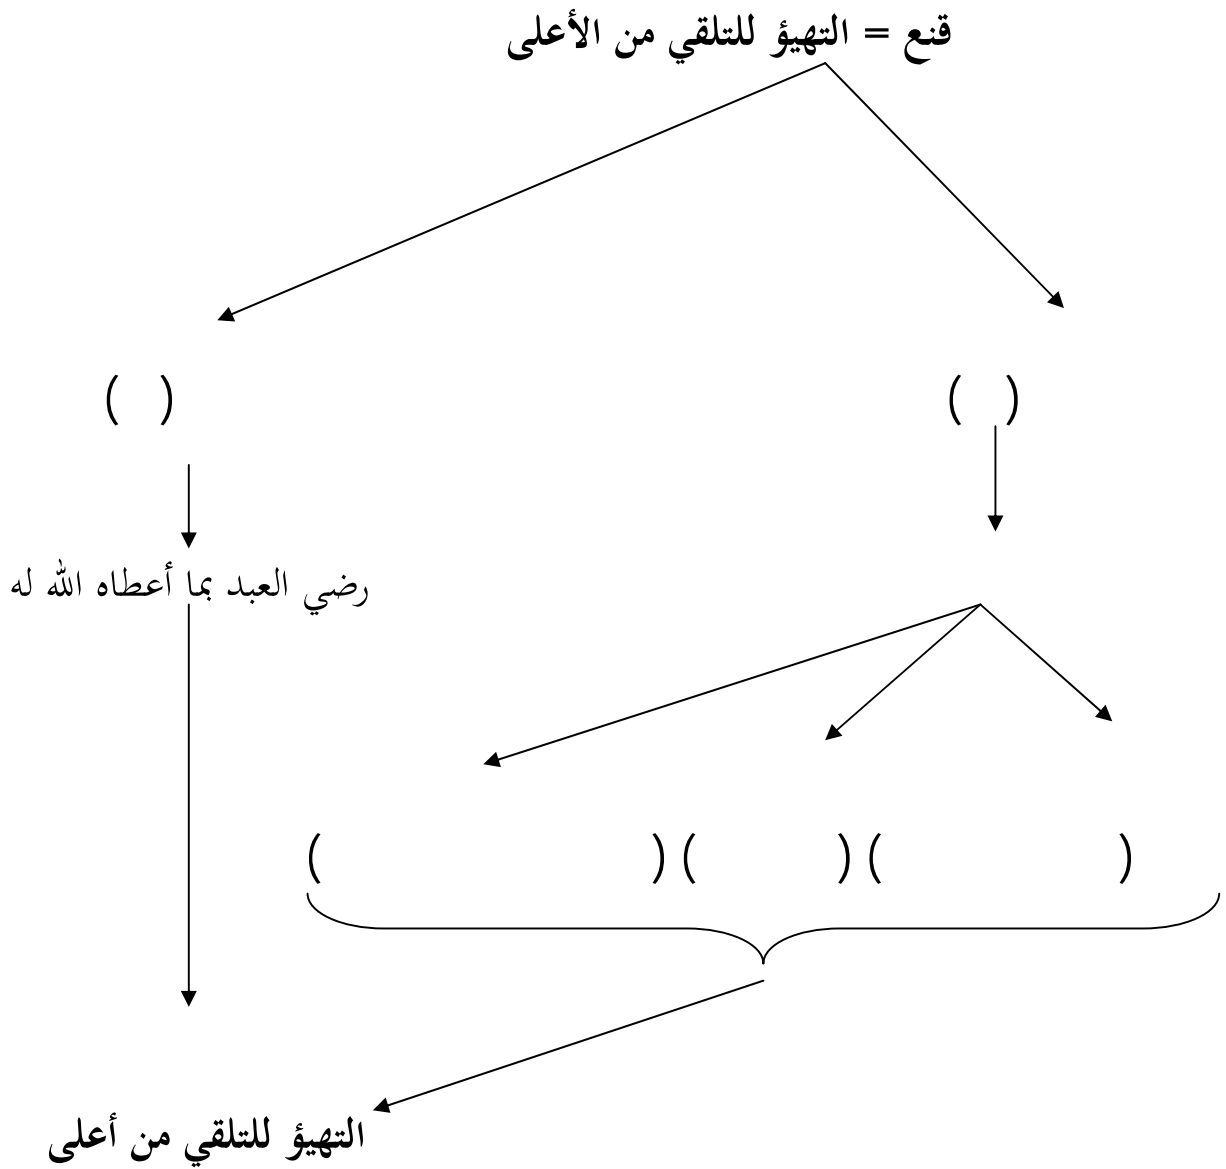 قنع = التهيؤ للتلقي من الأعلى
( ) ( )
رضي العبد بما أعطاه الله له
( ) ( ) ( )
التهيؤ للتلقي من أعلى